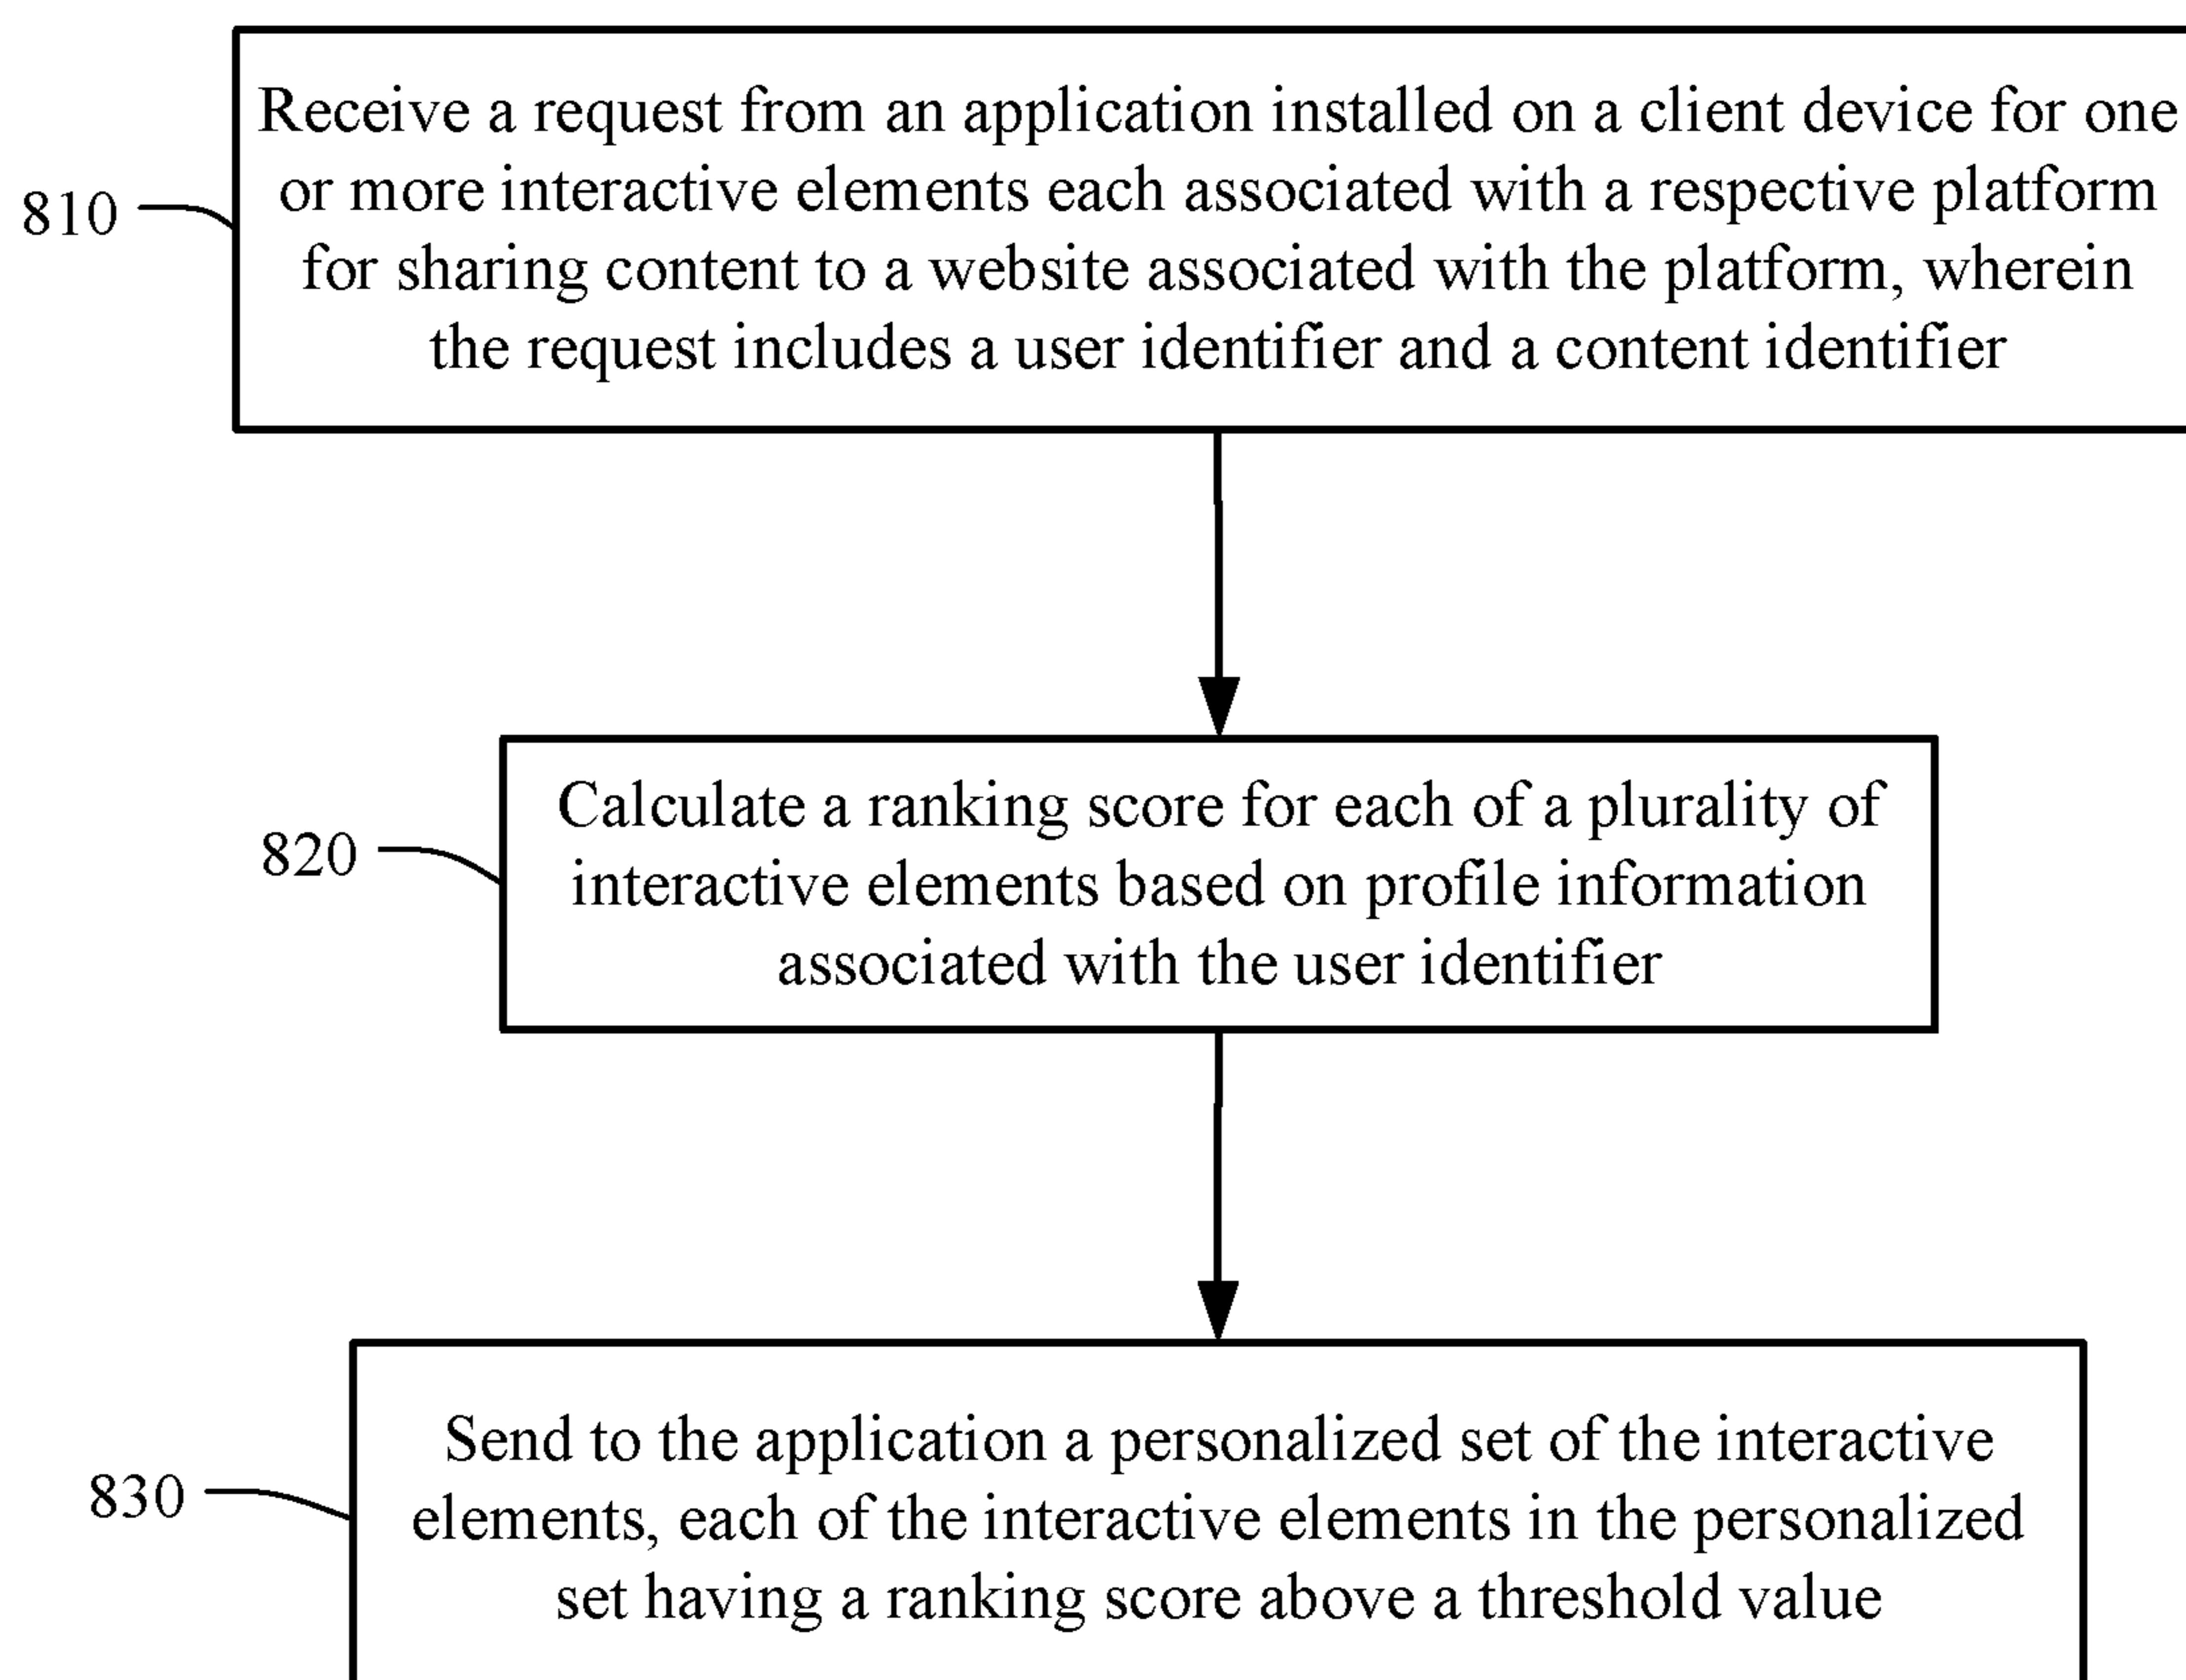 Receive a request from an application installed on a client device for one
or more interactive elements each associated with a respective platform
for sharing content to a website associated with the platform, wherein
the request includes a user identifier and a content identifier
810
Calculate a ranking score for each of a plurality of
interactive elements based on profile information
associated with the user identifier
820
Send to the application a personalized set of the interactive
elements, each of the interactive elements in the personalized
set having a ranking score above a threshold value
830